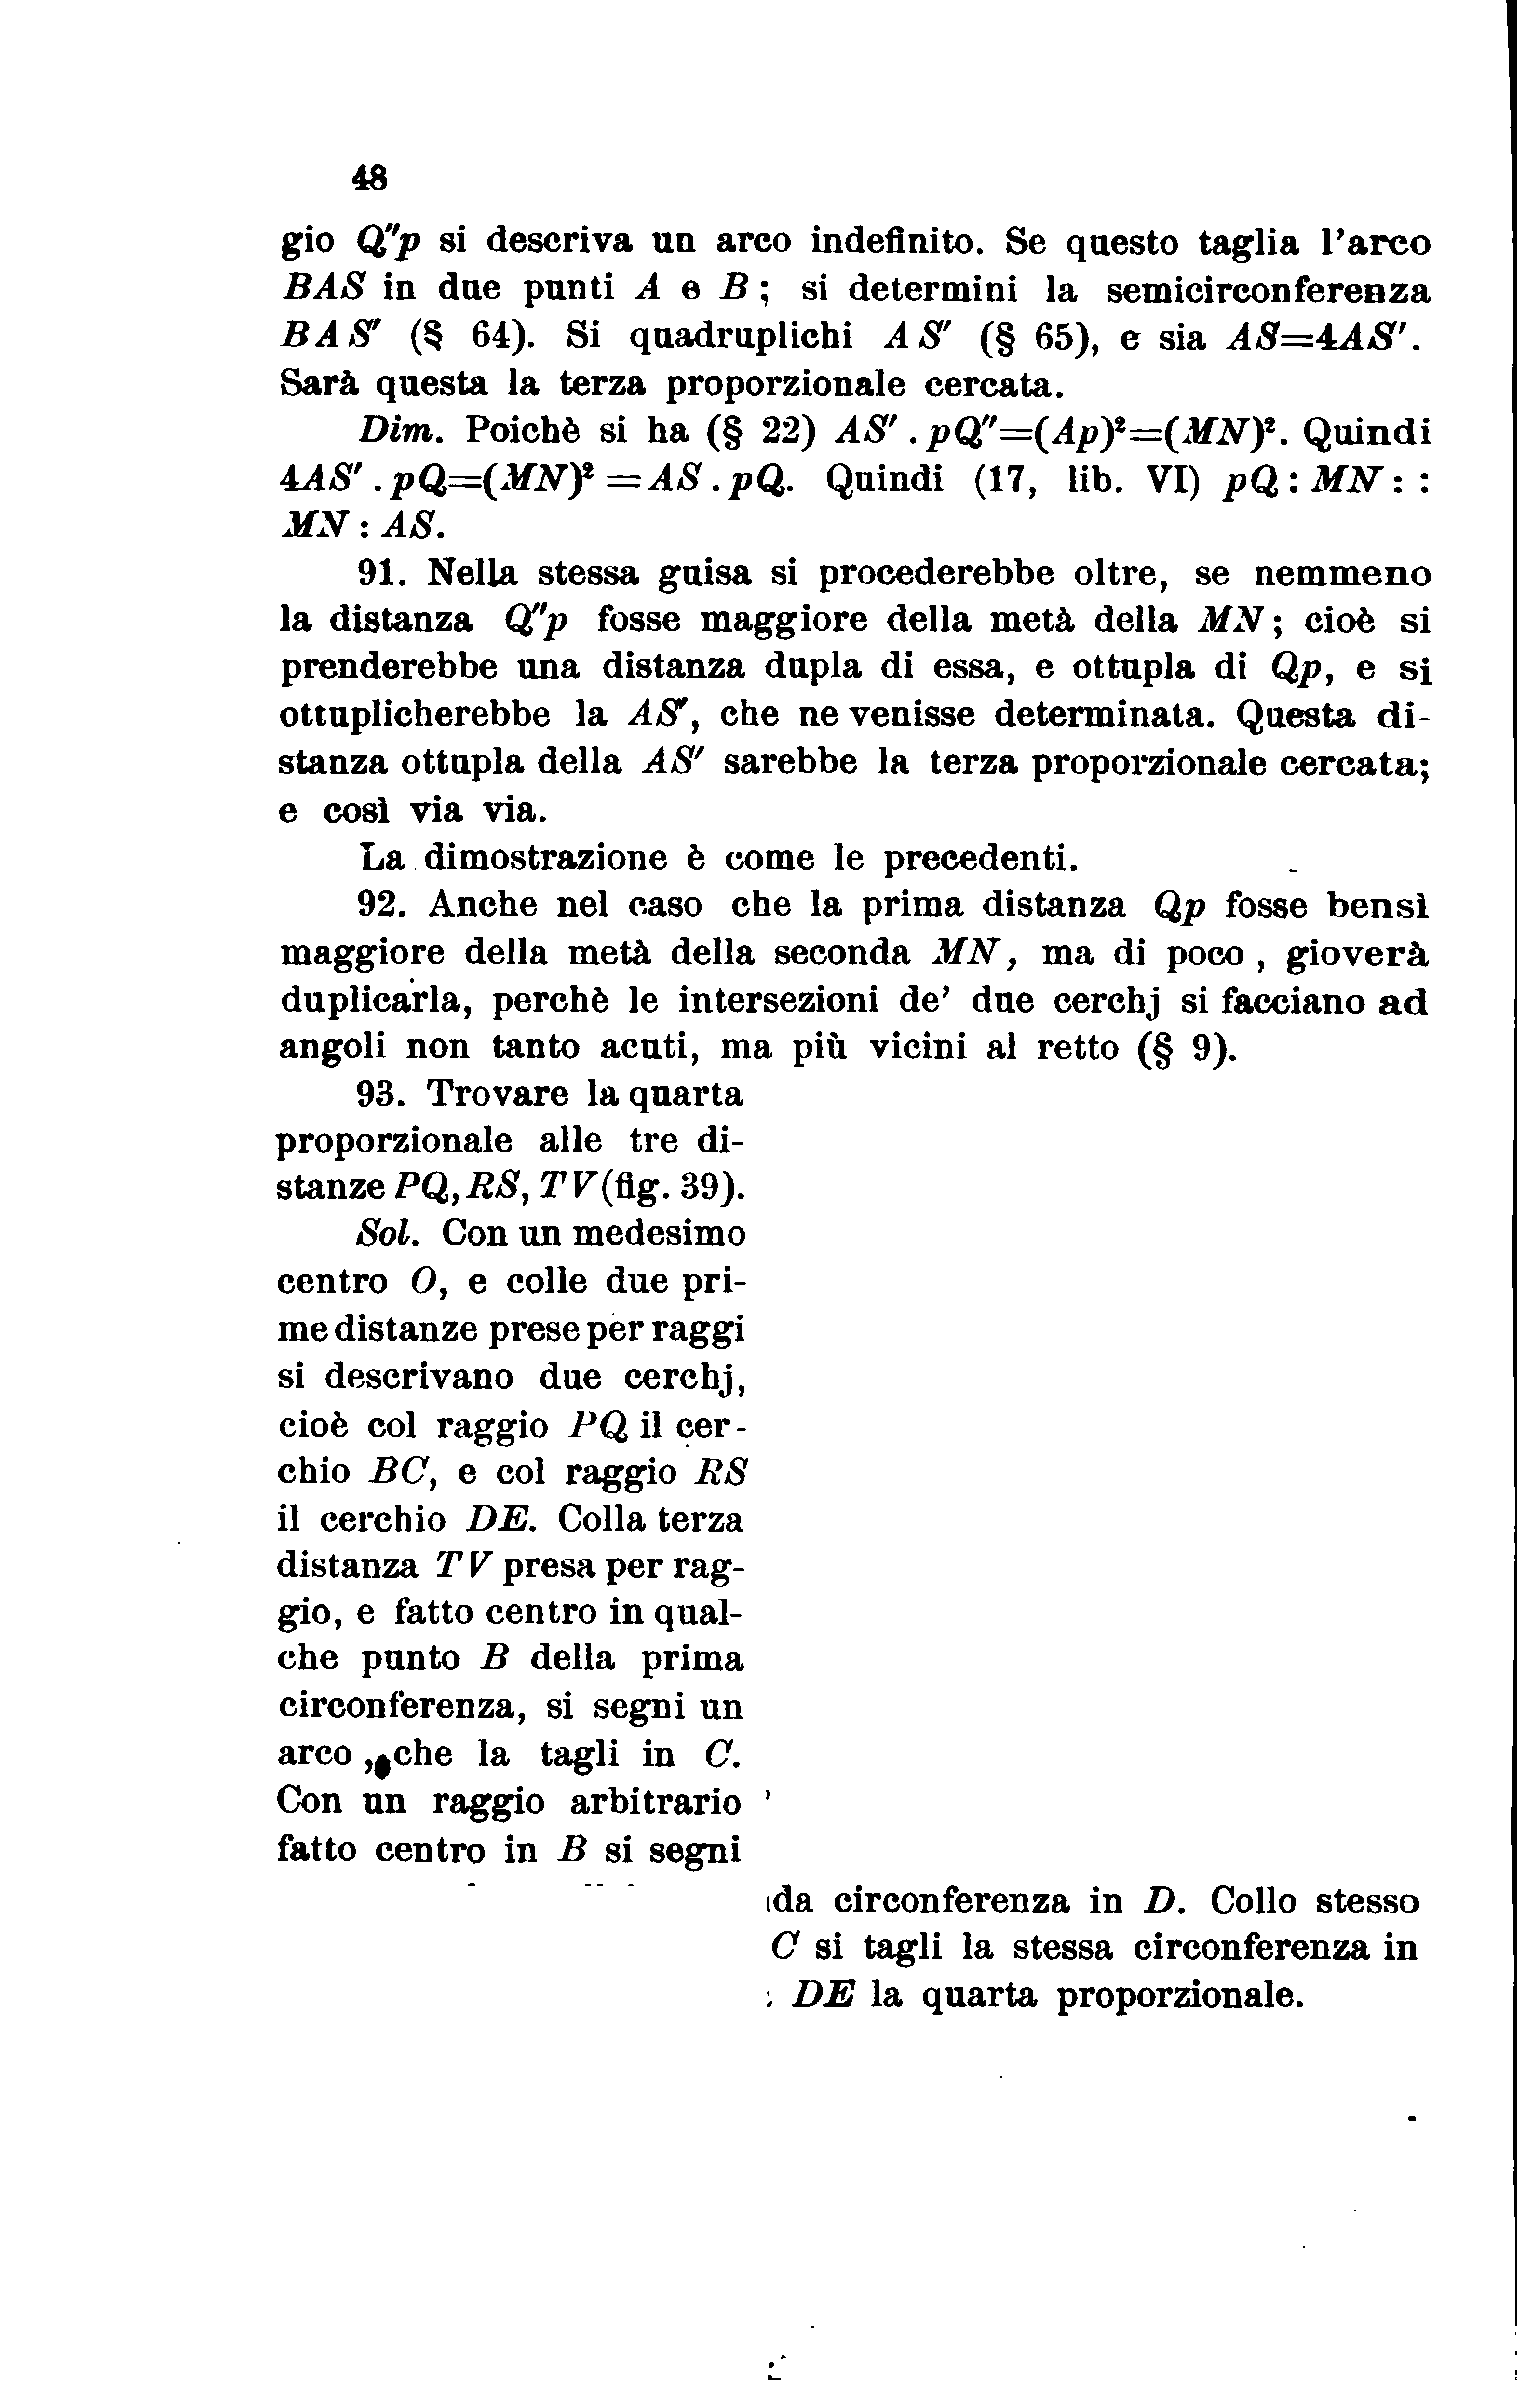 48
gio Q″p si descriva un arco indefinito. Se questo taglia l'arco
BAS in due punti A e B; si determini la semicirconferenza
BAS′ (§ 64). Si quadruplichi AS′ (§ 65), e sia AS=4AS′.
Sarà questa la terza proporzionale cercata.
Dim. Poichè si ha (§ 22) AS′.pQ″=(Ap)²=(MN)². Quindi
4AS′.pQ=(MN)²=AS.pQ. Quindi (17, lib. VI) pQ:MN::
MN:AS.
91. Nella stessa guisa si procederebbe oltre, se nemmeno
la distanza Q″p fosse maggiore della metà della MN; cioè si
prenderebbe una distanza dupla di essa, e ottupla di Qp, e si
ottuplicherebbe la AS′, che ne venisse determinata. Questa di-
stanza ottupla della AS′ sarebbe la terza proporzionale cercata;
e così via via.
La dimostrazione è come le precedenti.
92. Anche nel caso che la prima distanza Qp fosse bensì
maggiore della metà della seconda MN, ma di poco, gioverà
duplicarla, perchè le intersezioni de' due cerchj si facciano ad
angoli non tanto acuti, ma più vicini al retto (§ 9).
93. Trovare la quarta
proporzionale alle tre di-
stanze PQ, RS, TV (fig. 39).
Sol. Con un medesimo
centro O, e colle due pri-
me distanze prese per raggi
si descrivano due cerchj,
cioè col raggio PQ il cer-
chio BC, e col raggio RS
il cerchio DE. Colla terza
distanza TV presa per rag-
gio, e fatto centro in qual-
che punto B della prima
circonferenza, si segni un
arco, che la tagli in C.
Con un raggio arbitrario
fatto centro in B si segni
da circonferenza in D. Collo stesso
C si tagli la stessa circonferenza in
DE la quarta proporzionale.